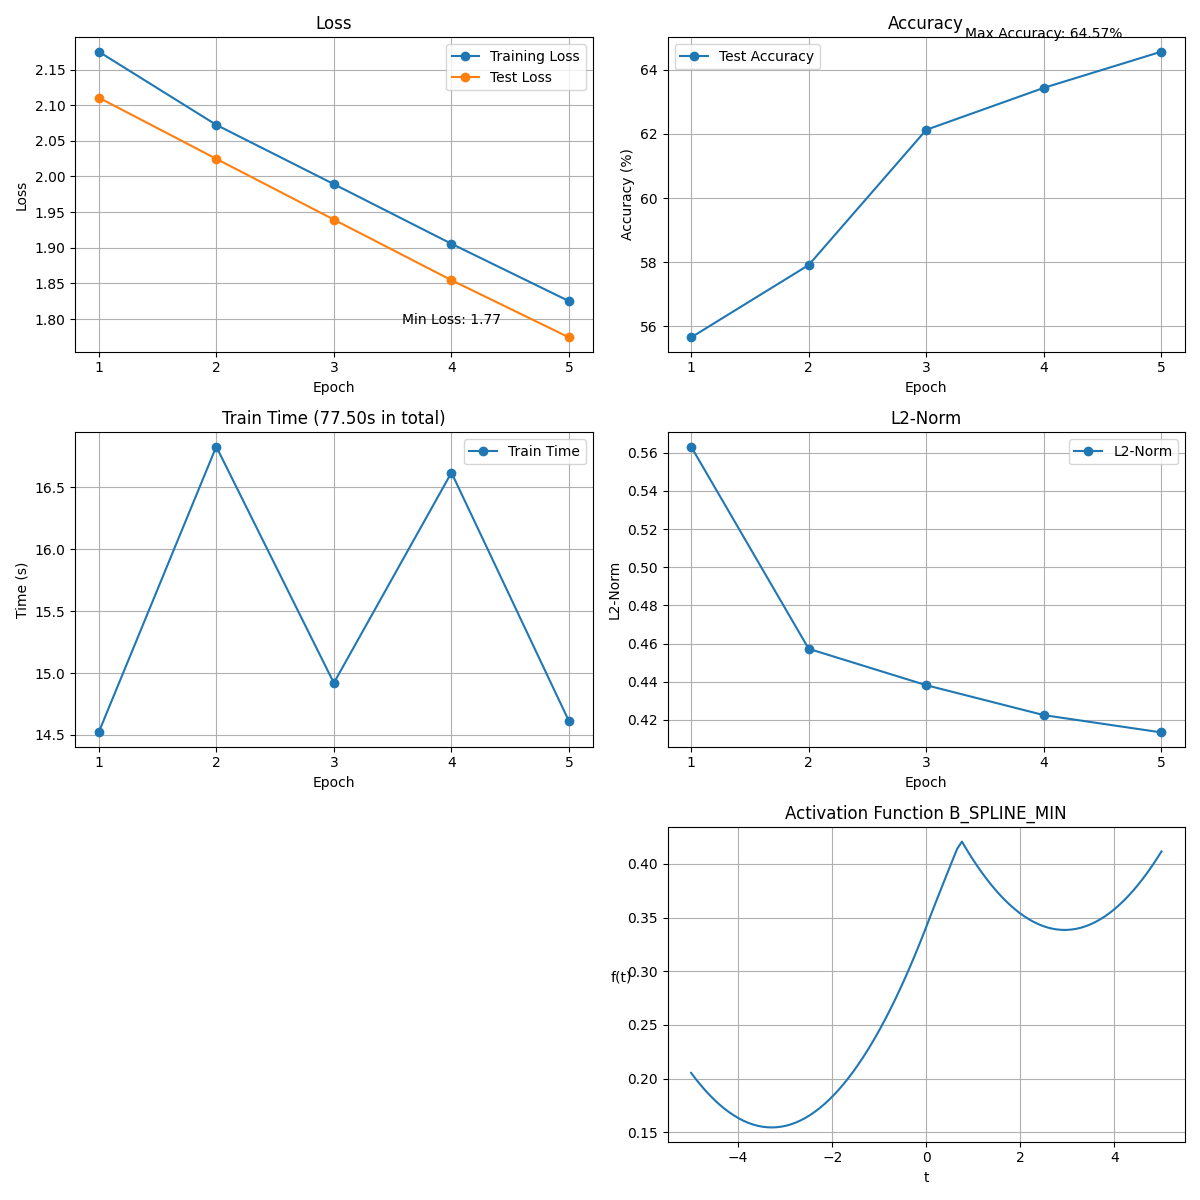 Loss
Training Loss
Test Loss
2.15
2.10
2.05
2.00
1.95
1.90
1.85
1.80
Loss
Min Loss: 1.77
1 2 3 4 5
Epoch
Accuracy
Max Accuracy: 64.57%
Test Accuracy
64
62
60
58
56
Accuracy (%)
1 2 3 4 5
Epoch
Train Time (77.50s in total)
Train Time
16.5
16.0
15.5
15.0
14.5
Time (s)
1 2 3 4 5
Epoch
L2-Norm
L2-Norm
0.56
0.54
0.52
0.50
0.48
0.46
0.44
0.42
L2-Norm
1 2 3 4 5
Epoch
Activation Function B_SPLINE_MIN
0.40
0.35
0.30
0.25
0.20
0.15
f(t)
−4 −2 0 2 4
t